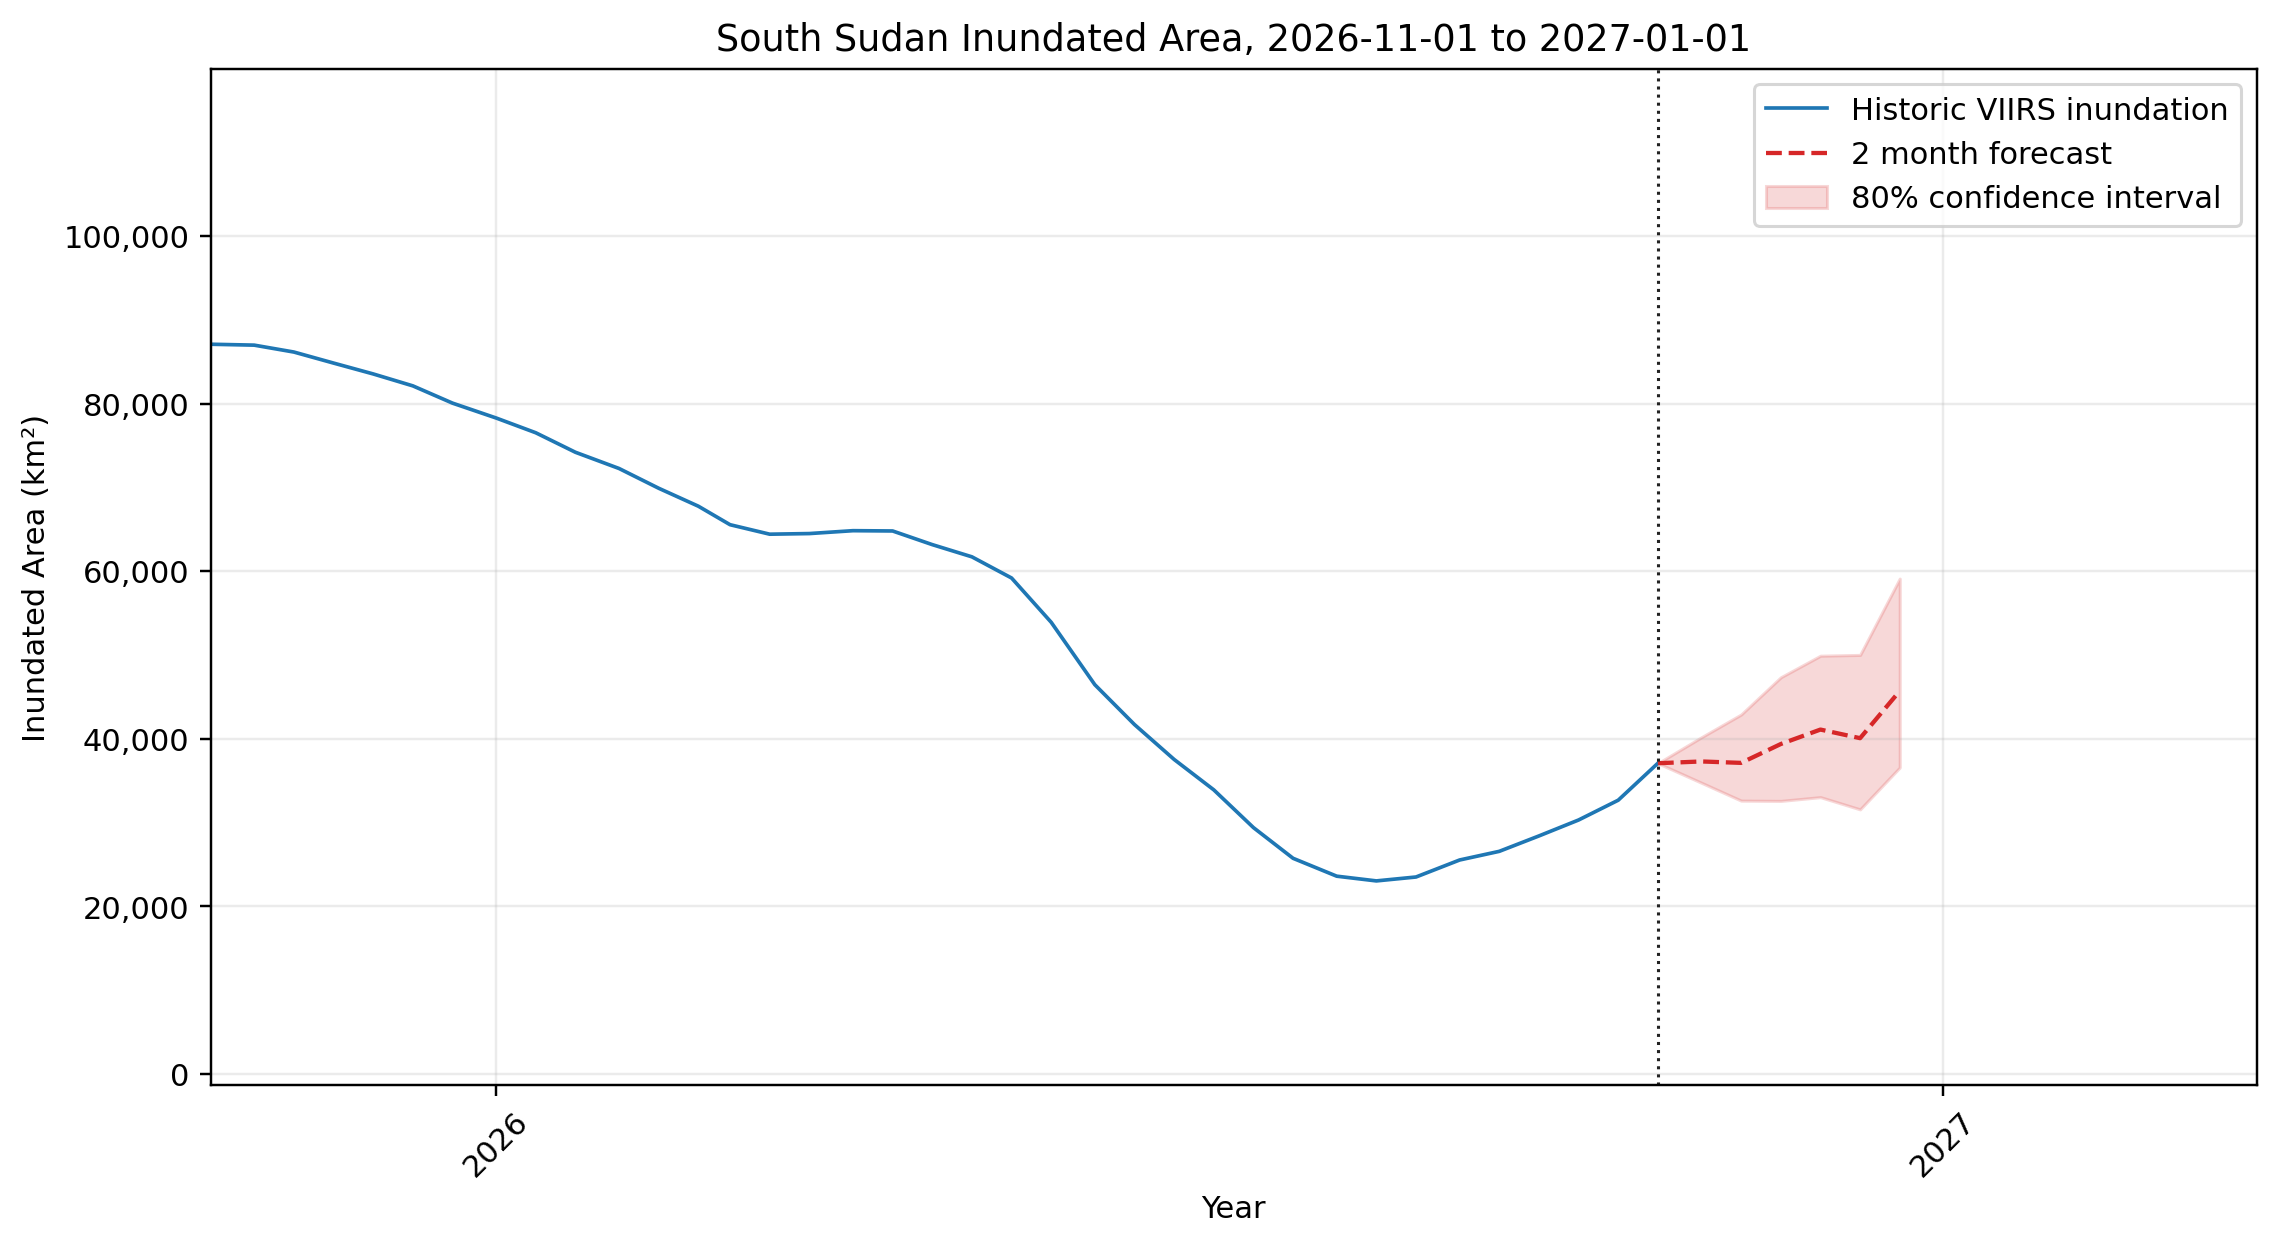 South Sudan Inundated Area, 2026-11-01 to 2027-01-01
Historic VIIRS inundation
2 month forecast
80% confidence interval
Inundated Area (km²)
100,000
80,000
60,000
40,000
20,000
0
2026
2027
Year